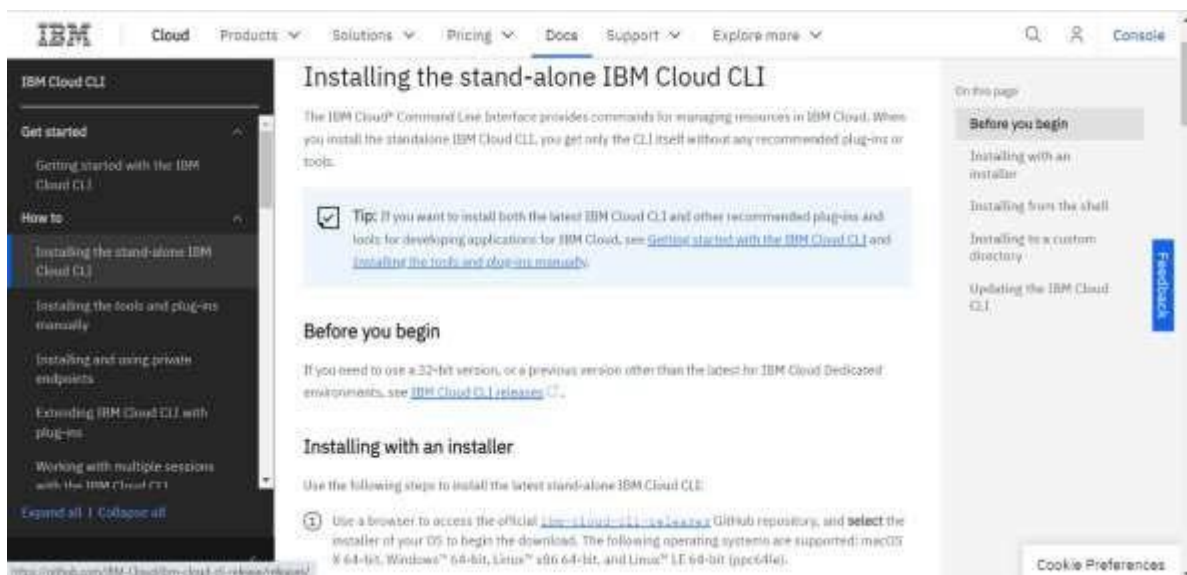 IBM Cloud Products Solutions Pricing Docs Support Explore more Console
IBM Cloud CLI
Get started
Getting started with the IBM
Cloud CLI
How to
Installing the stand-alone IBM
Cloud CLI
Installing the tools and plug-ins
manually
Installing and using private
endpoints
Extending IBM Cloud CLI with
plug-ins
Working with multiple sessions
with the IBM Cloud CLI
Expand all | Collapse all
Installing the stand-alone IBM Cloud CLI
The IBM Cloud® Command Line Interface provides commands for managing resources in IBM Cloud. When
you install the standalone IBM Cloud CLI, you get only the CLI itself without any recommended plug-ins or
tools.
Tip: If you want to install both the latest IBM Cloud CLI and other recommended plug-ins and
tools for developing applications for IBM Cloud, see Getting started with the IBM Cloud CLI and
Installing the tools and plug-ins manually.
Before you begin
If you need to use a 32-bit version, or a previous version other than the latest for IBM Cloud Dedicated
environments, see IBM Cloud CLI releases.
Installing with an installer
Use the following steps to install the latest stand-alone IBM Cloud CLI:
1 Use a browser to access the official ibm-cloud-cli-releases GitHub repository, and select the
installer of your OS to begin the download. The following operating systems are supported: macOS
X 64-bit, Windows™ 64-bit, Linux™ x86 64-bit, and Linux™ LE 64-bit (ppc64le).
On this page
Before you begin
Installing with an
installer
Installing from the shell
Installing to a custom
directory
Updating the IBM Cloud
CLI
Feedback
Cookie Preferences